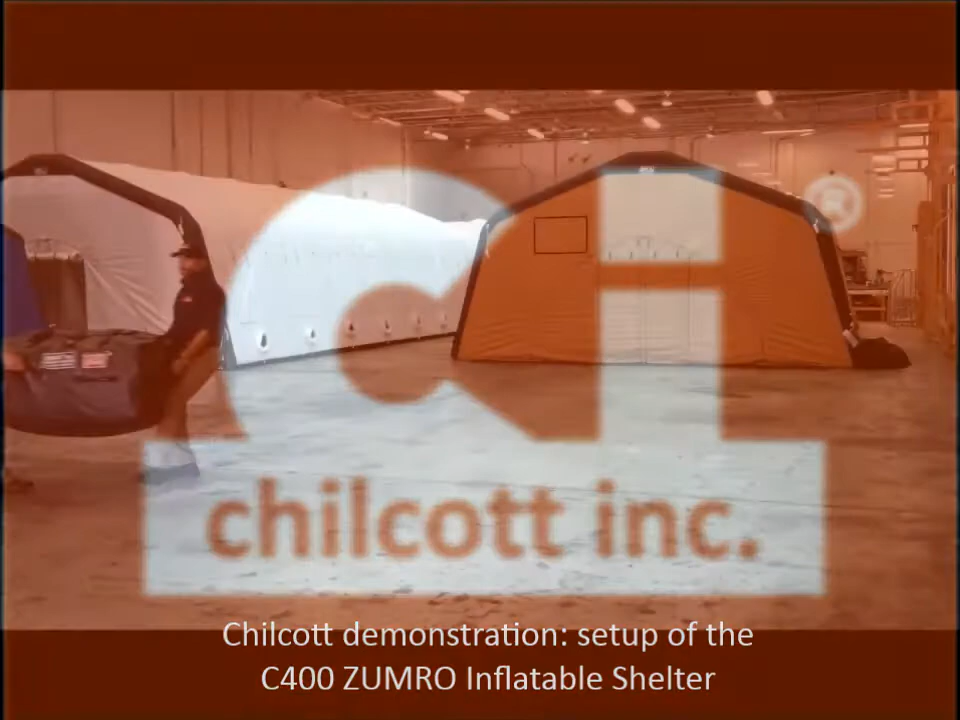 ®
chilcott inc.
Chilcott demonstration: setup of the
C400 ZUMRO Inflatable Shelter